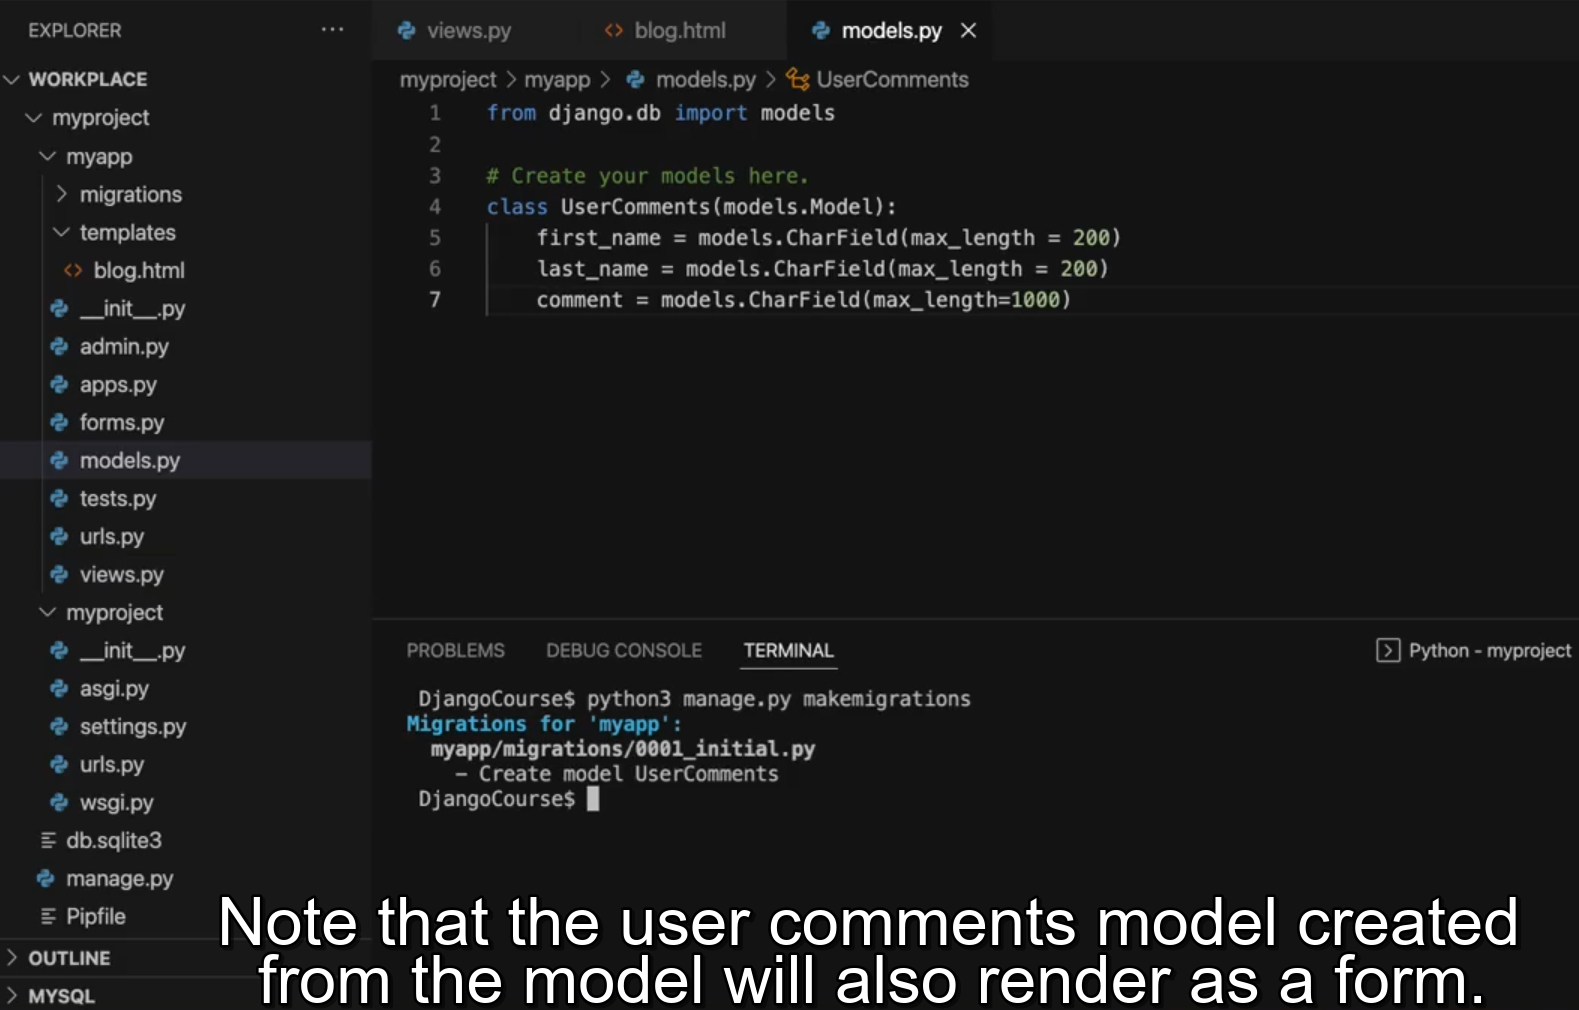 EXPLORER ...
WORKPLACE
myproject
myapp
migrations
templates
<> blog.html
__init__.py
admin.py
apps.py
forms.py
models.py
tests.py
urls.py
views.py
myproject
__init__.py
asgi.py
settings.py
urls.py
wsgi.py
db.sqlite3
manage.py
Pipfile
OUTLINE
MYSQL
views.py <> blog.html models.py ×
myproject > myapp > models.py > UserComments
1 from django.db import models
2
3 # Create your models here.
4 class UserComments(models.Model):
5 first_name = models.CharField(max_length = 200)
6 last_name = models.CharField(max_length = 200)
7 comment = models.CharField(max_length=1000)
PROBLEMS DEBUG CONSOLE TERMINAL Python - myproject
DjangoCourse$ python3 manage.py makemigrations
Migrations for 'myapp':
myapp/migrations/0001_initial.py
- Create model UserComments
DjangoCourse$
Note that the user comments model created
from the model will also render as a form.